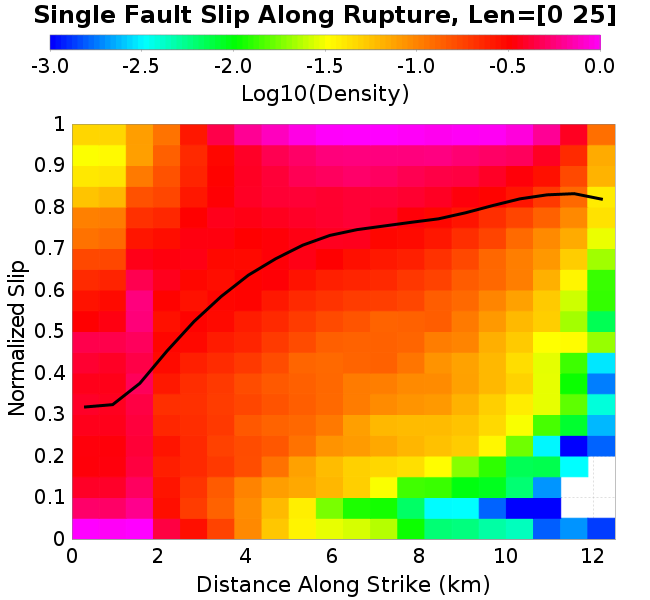 Single Fault Slip Along Rupture, Len=[0 25]
-3.0 -2.5 -2.0 -1.5 -1.0 -0.5 0.0
Log10(Density)
1
0.9
0.8
0.7
0.6
0.5
0.4
0.3
0.2
0.1
0
Normalized Slip
0 2 4 6 8 10 12
Distance Along Strike (km)